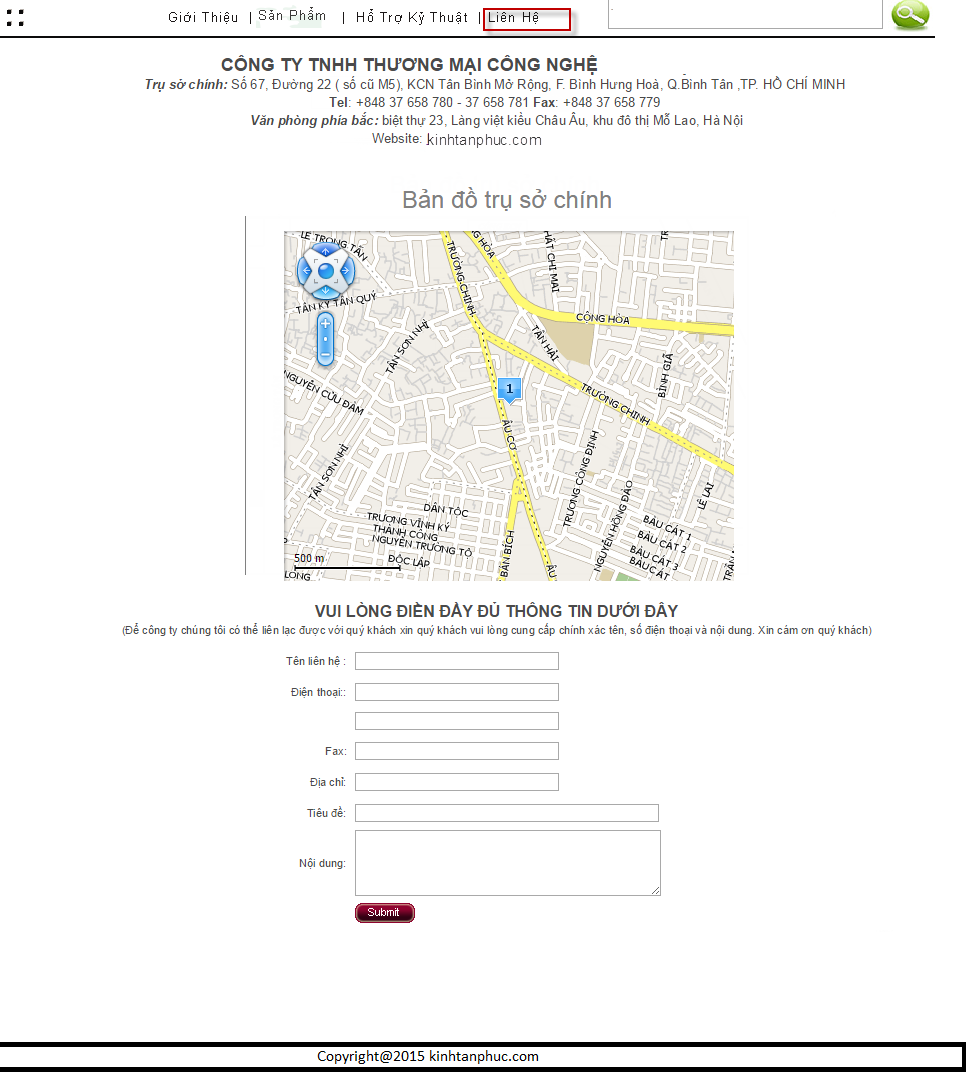 Giới Thiệu | Sản Phẩm | Hổ Trợ Kỹ Thuật | Liên Hệ
CÔNG TY TNHH THƯƠNG MẠI CÔNG NGHỆ
Trụ sở chính: Số 67, Đường 22 ( số cũ M5), KCN Tân Bình Mở Rộng, F. Bình Hưng Hoà, Q.Bình Tân ,TP. HỒ CHÍ MINH
Tel: +848 37 658 780 - 37 658 781 Fax: +848 37 658 779
Văn phòng phía bắc: biệt thự 23, Làng việt kiều Châu Âu, khu đô thị Mỗ Lao, Hà Nội
Website: kinhtanphuc.com
Bản đồ trụ sở chính
LÊ TRỌNG TẤN
TRƯỜNG CHINH
CỘNG HÒA
HẤT CHI MAI
TR
TÂN KỲ TÂN QUÝ
CỘNG HÒA
TÂN SƠN NHÌ
TÂN HẢI
BÌNH GIÃ
NGUYỄN CỬU ĐÀM
1
TRƯỜNG CHINH
ÂU CƠ
TÂN SƠN NHÌ
TRƯƠNG CÔNG ĐỊNH
NGUYỄN HỒNG ĐÀO
LÊ LAI
DÂN TỘC
TRƯƠNG VĨNH KÝ
THÀNH CÔNG
NGUYỄN TRƯỜNG TỘ
BÀU CÁT 1
BÀU CÁT 2
BÀU CÁT 3
BÀU CÁT
500 m
ĐỘC LẬP
BÀN BÍCH
ÂU
TRẦN
LONG
VUI LÒNG ĐIỀN ĐẦY ĐỦ THÔNG TIN DƯỚI ĐÂY
(Để công ty chúng tôi có thể liên lạc được với quý khách xin quý khách vui lòng cung cấp chính xác tên, số điện thoại và nội dung. Xin cảm ơn quý khách)
Tên liên hệ :
Điện thoại::
Fax:
Địa chỉ:
Tiêu đề:
Nội dung:
Submit
Copyright@2015 kinhtanphuc.com